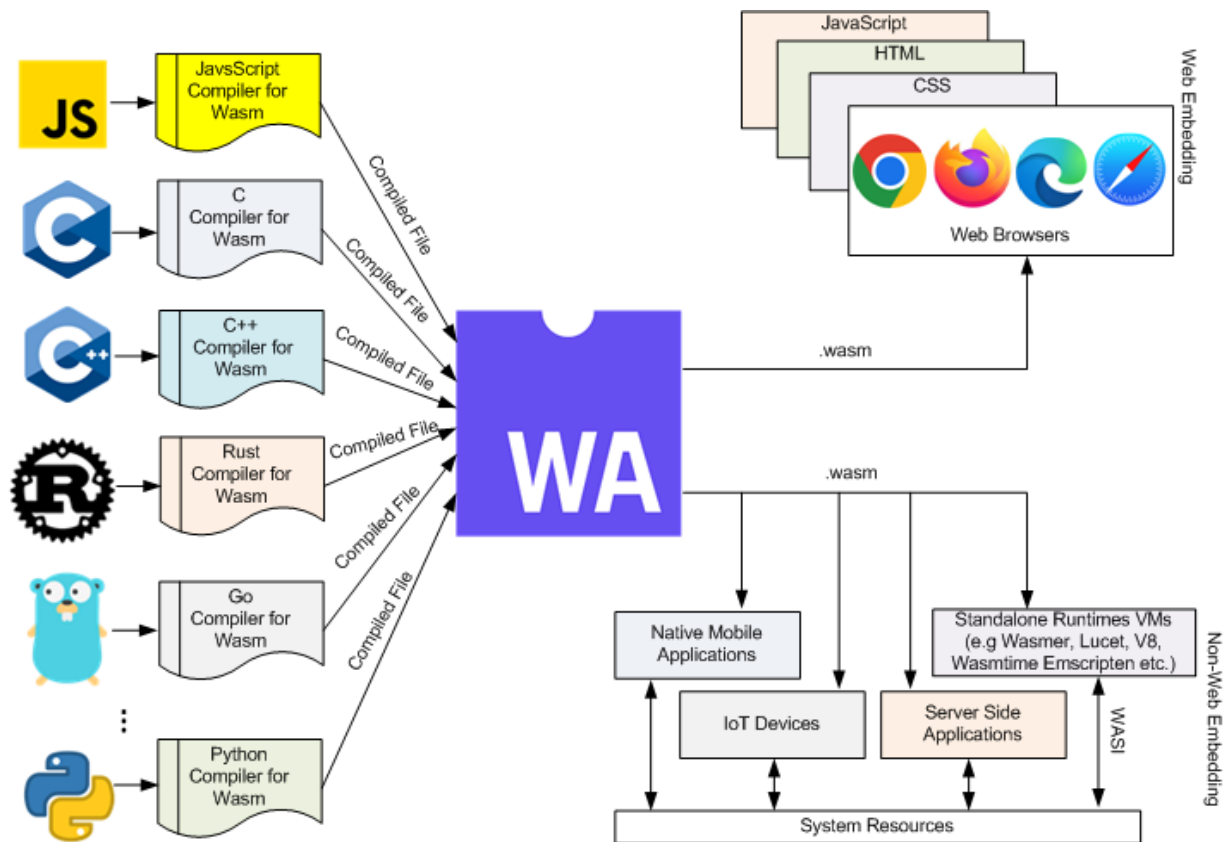 JavaScript
HTML
CSS
Web Browsers
Web Embedding
JS
JavsScript
Compiler for
Wasm
Compiled File
C
C
Compiler for
Wasm
Compiled File
C++
C++
Compiler for
Wasm
Compiled File
R
Rust
Compiler for
Wasm
Compiled File
Go
Compiler for
Wasm
Compiled File
⋮
Python
Compiler for
Wasm
Compiled File
WA
.wasm
.wasm
Native Mobile
Applications
Standalone Runtimes VMs
(e.g Wasmer, Lucet, V8,
Wasmtime Emscripten etc.)
IoT Devices
Server Side
Applications
WASI
System Resources
Non-Web Embedding